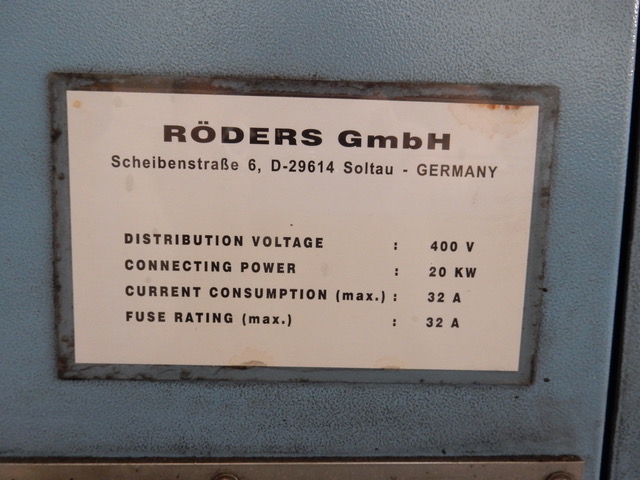 RÖDERS GmbH
Scheibenstraße 6, D-29614 Soltau - GERMANY
DISTRIBUTION VOLTAGE : 400 V
CONNECTING POWER : 20 KW
CURRENT CONSUMPTION (max.) : 32 A
FUSE RATING (max.) : 32 A